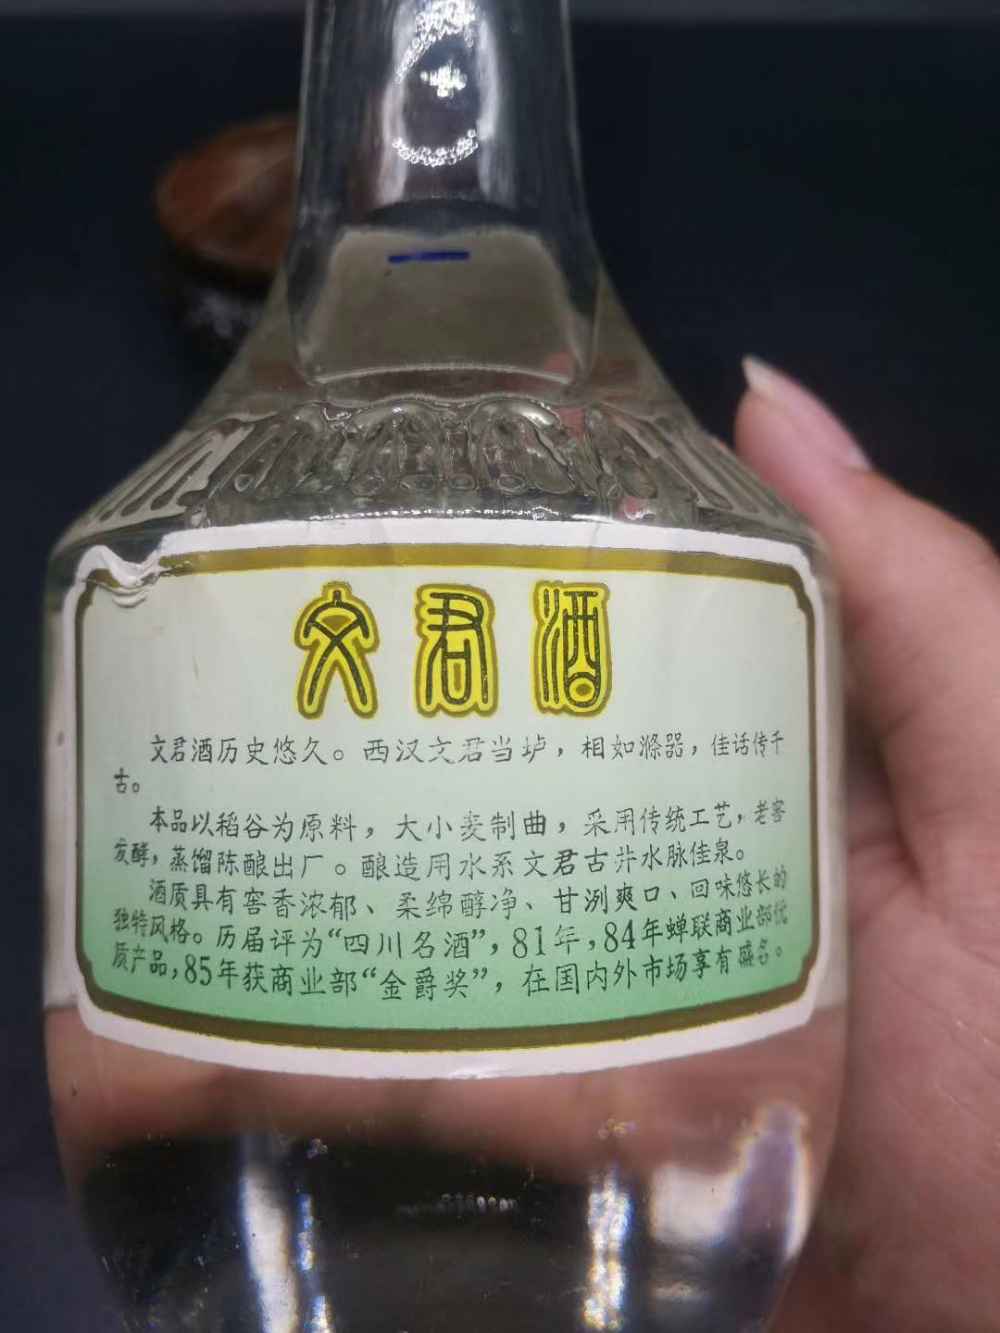 文君酒
文君酒历史悠久。西汉文君当垆，相如滌器，佳话传千
古。
本品以稻谷为原料，大小麦制曲，采用传统工艺，老窖
发酵，蒸馏陈酿出厂。酿造用水系文君古井水脉佳泉。
酒质具有窖香浓郁、柔绵醇净、甘洌爽口、回味悠长的
独特风格。历届评为“四川名酒”，81年，84年蝉联商业部优
质产品，85年获商业部“金爵奖”，在国内外市场享有盛名。